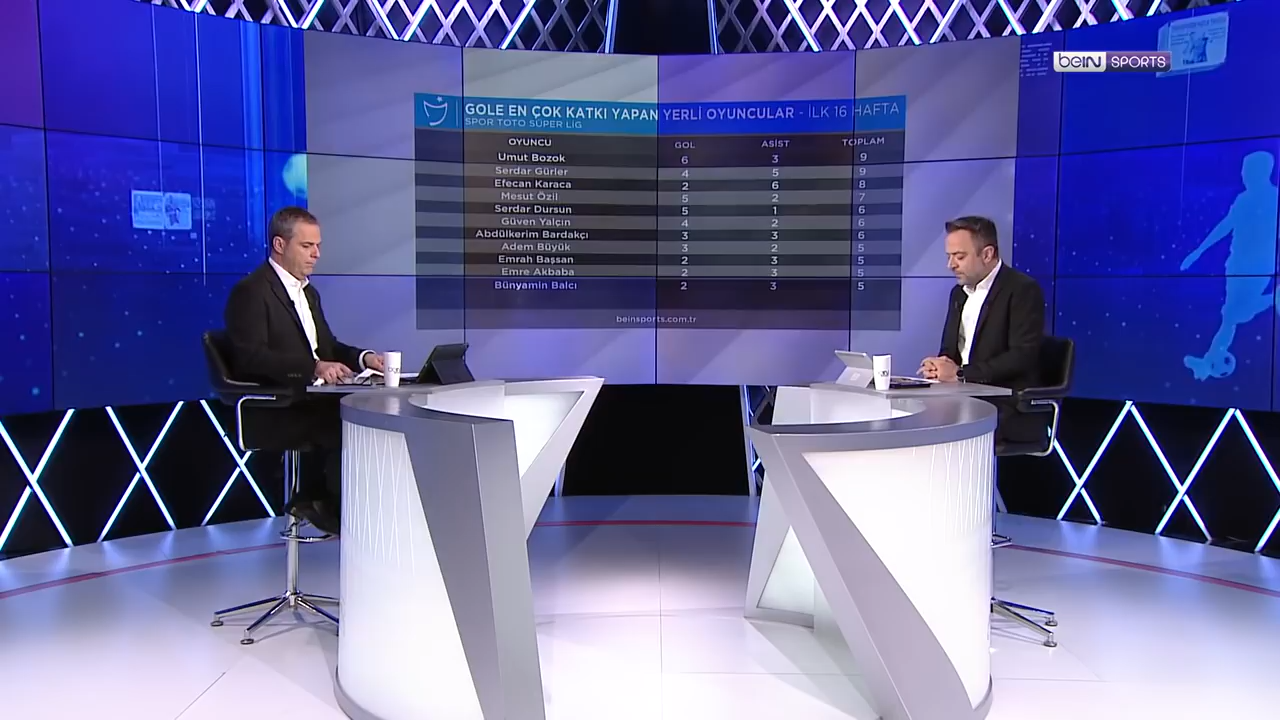 beIN SPORTS
GOLE EN ÇOK KATKI YAPAN YERLİ OYUNCULAR - İLK 16 HAFTA
SPOR TOTO SÜPER LİG
OYUNCU GOL ASİST TOPLAM
Umut Bozok 6 3 9
Serdar Gürler 4 5 9
Efecan Karaca 2 6 8
Mesut Özil 5 2 7
Serdar Dursun 5 1 6
Güven Yalçın 4 2 6
Abdülkerim Bardakçı 3 3 6
Adem Büyük 3 2 5
Emrah Başsan 2 3 5
Emre Akbaba 2 3 5
Bünyamin Balcı 2 3 5
beinsports.com.tr